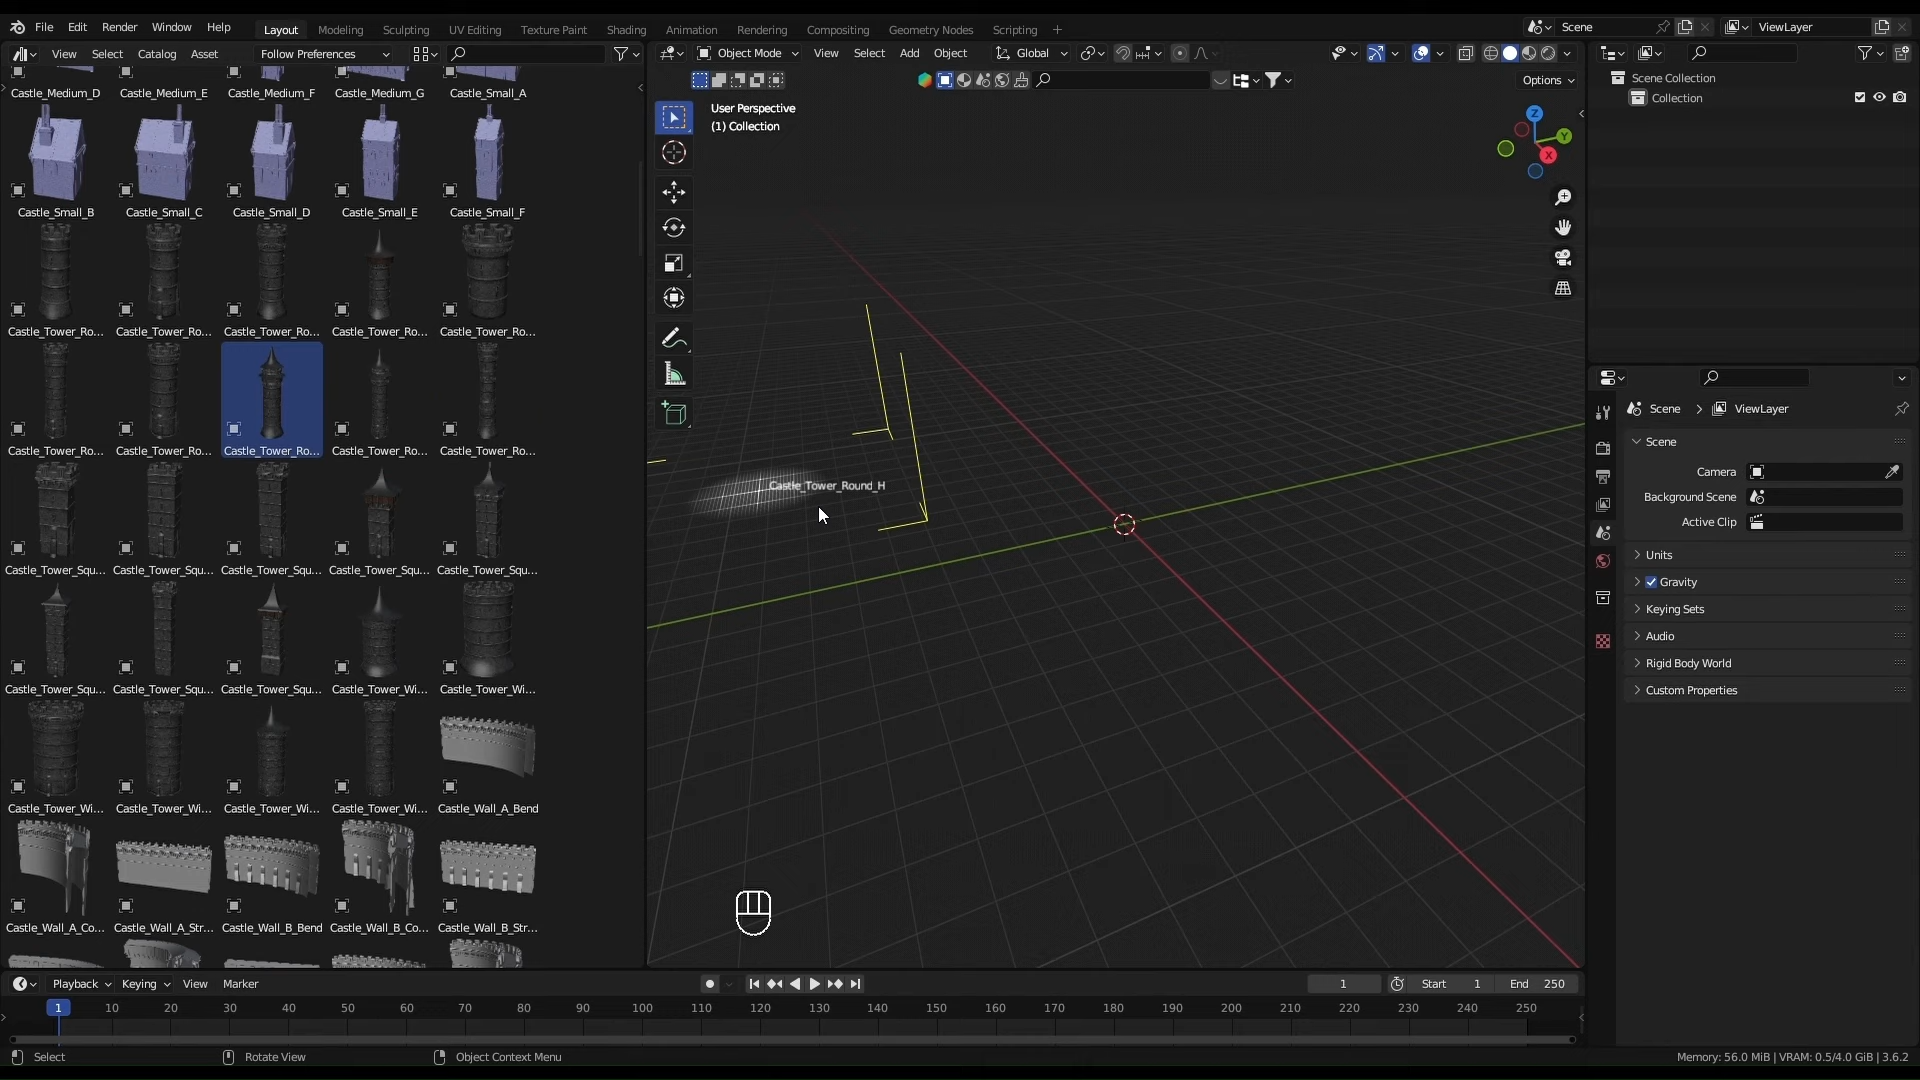 File Edit Render Window Help Layout Modeling Sculpting UV Editing Texture Paint Shading Animation Rendering Compositing Geometry Nodes Scripting Scene ViewLayer
View Select Catalog Asset Follow Preferences
Object Mode View Select Add Object Global
Options
Castle_Medium_D Castle_Medium_E Castle_Medium_F Castle_Medium_G Castle_Small_A
Castle_Small_B Castle_Small_C Castle_Small_D Castle_Small_E Castle_Small_F
Castle_Tower_Ro... Castle_Tower_Ro... Castle_Tower_Ro... Castle_Tower_Ro... Castle_Tower_Ro...
Castle_Tower_Ro... Castle_Tower_Ro... Castle_Tower_Ro... Castle_Tower_Ro... Castle_Tower_Ro...
Castle_Tower_Squ... Castle_Tower_Squ... Castle_Tower_Squ... Castle_Tower_Squ... Castle_Tower_Squ...
Castle_Tower_Squ... Castle_Tower_Squ... Castle_Tower_Squ... Castle_Tower_Wi... Castle_Tower_Wi...
Castle_Tower_Wi... Castle_Tower_Wi... Castle_Tower_Wi... Castle_Tower_Wi... Castle_Wall_A_Bend
Castle_Wall_A_Co... Castle_Wall_A_Str... Castle_Wall_B_Bend Castle_Wall_B_Co... Castle_Wall_B_Str...
User Perspective
(1) Collection
Z
Y
X
Castle_Tower_Round_H
Scene Collection
Collection
Scene ViewLayer
Scene
Camera
Background Scene
Active Clip
Units
Gravity
Keying Sets
Audio
Rigid Body World
Custom Properties
Playback Keying View Marker 1 Start 1 End 250
1 10 20 30 40 50 60 70 80 90 100 110 120 130 140 150 160 170 180 190 200 210 220 230 240 250
Select Rotate View Object Context Menu Memory: 56.0 MiB | VRAM: 0.5/4.0 GiB | 3.6.2